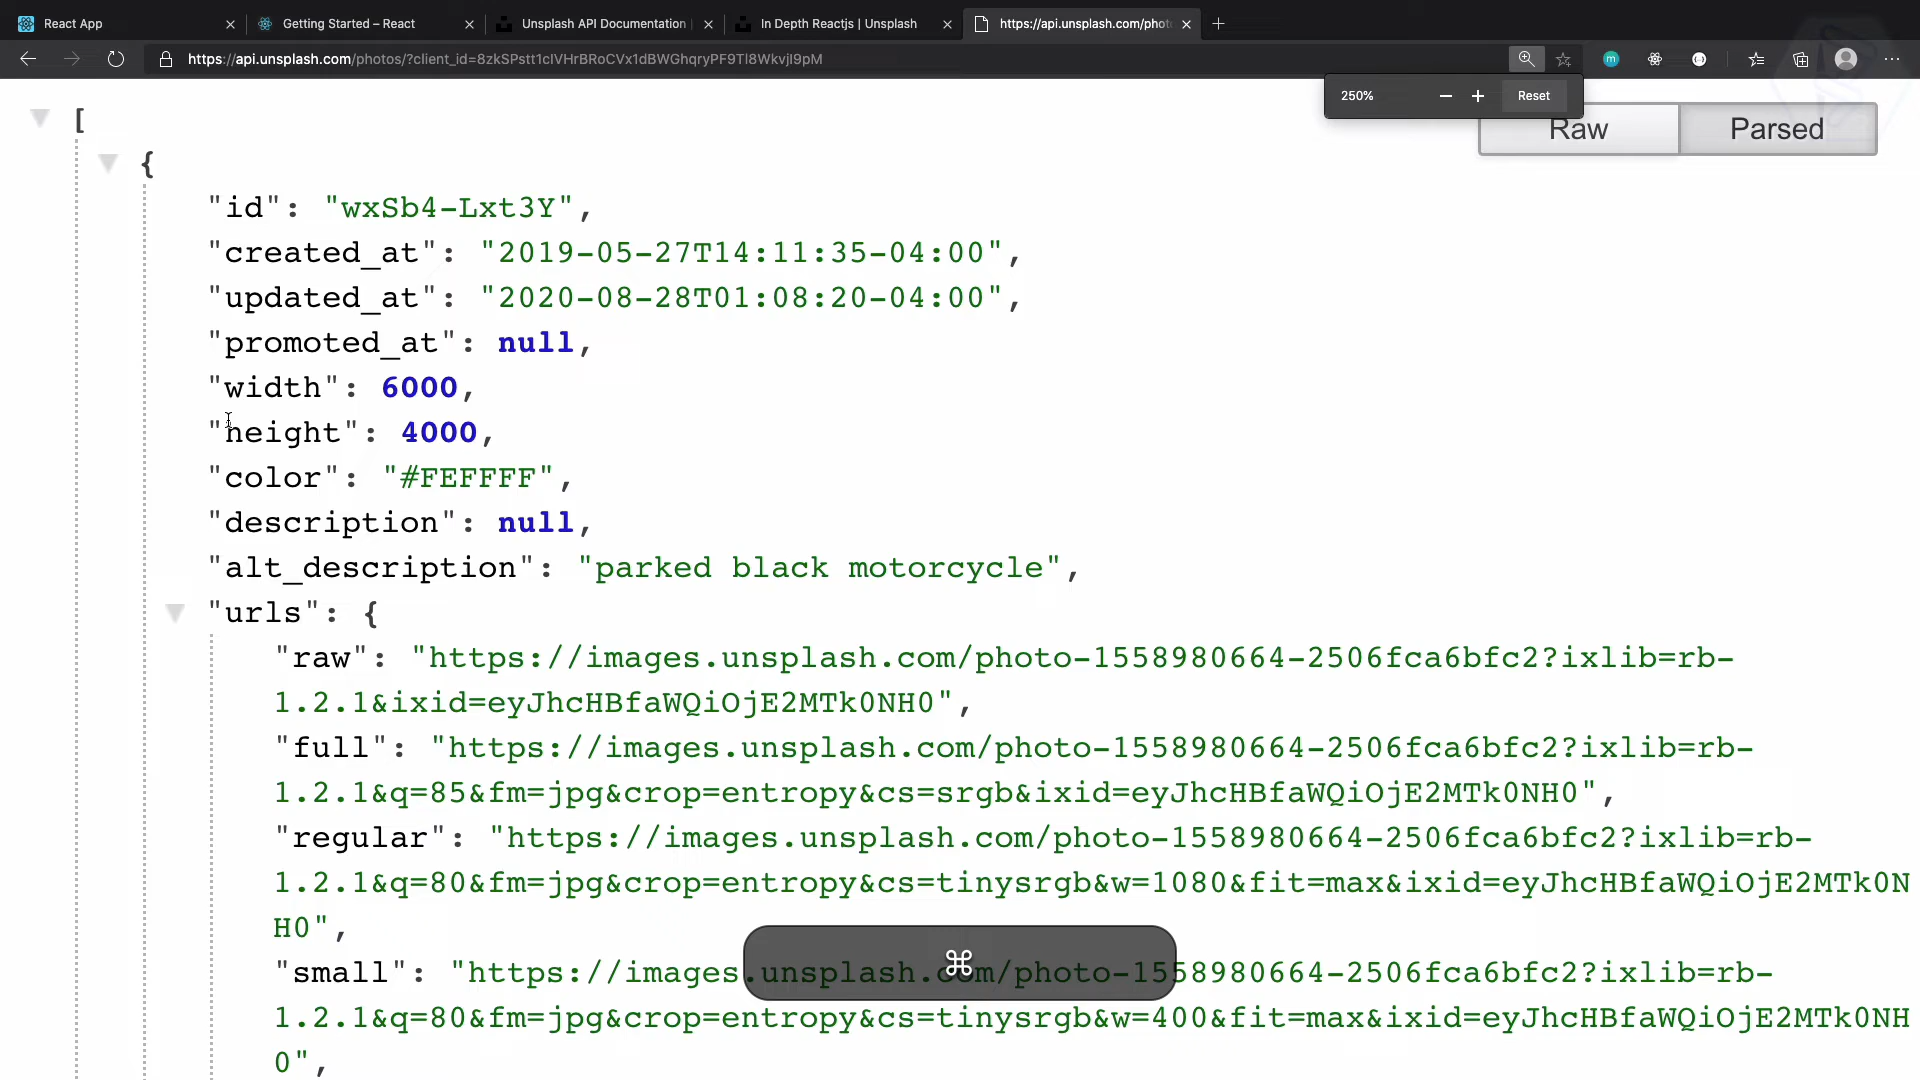 React App
Getting Started – React
Unsplash API Documentation
In Depth Reactjs | Unsplash
https://api.unsplash.com/phot
https://api.unsplash.com/photos/?client_id=8zkSPstt1cIVHrBRoCVx1dBWGhqryPF9Tl8WkvjI9pM
250%
Reset
Raw
Parsed
[
{
"id": "wxSb4-Lxt3Y",
"created_at": "2019-05-27T14:11:35-04:00",
"updated_at": "2020-08-28T01:08:20-04:00",
"promoted_at": null,
"width": 6000,
"height": 4000,
"color": "#FEFFFF",
"description": null,
"alt_description": "parked black motorcycle",
"urls": {
"raw": "https://images.unsplash.com/photo-1558980664-2506fca6bfc2?ixlib=rb-
1.2.1&ixid=eyJhcHBfaWQiOjE2MTk0NH0",
"full": "https://images.unsplash.com/photo-1558980664-2506fca6bfc2?ixlib=rb-
1.2.1&q=85&fm=jpg&crop=entropy&cs=srgb&ixid=eyJhcHBfaWQiOjE2MTk0NH0",
"regular": "https://images.unsplash.com/photo-1558980664-2506fca6bfc2?ixlib=rb-
1.2.1&q=80&fm=jpg&crop=entropy&cs=tinysrgb&w=1080&fit=max&ixid=eyJhcHBfaWQiOjE2MTk0N
H0",
"small": "https://images.unsplash.com/photo-1558980664-2506fca6bfc2?ixlib=rb-
1.2.1&q=80&fm=jpg&crop=entropy&cs=tinysrgb&w=400&fit=max&ixid=eyJhcHBfaWQiOjE2MTk0NH
0",